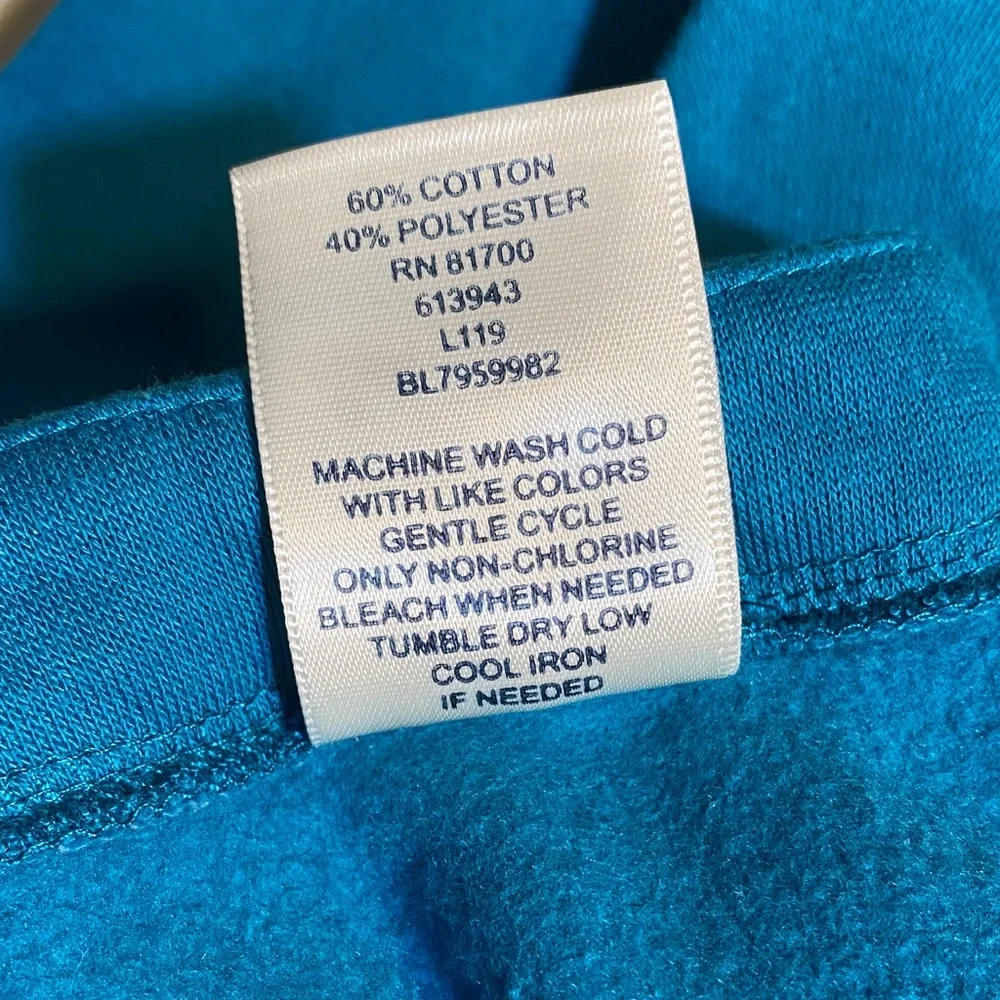 60% COTTON
40% POLYESTER
RN 81700
613943
L119
BL7959982
MACHINE WASH COLD
WITH LIKE COLORS
GENTLE CYCLE
ONLY NON-CHLORINE
BLEACH WHEN NEEDED
TUMBLE DRY LOW
COOL IRON
IF NEEDED